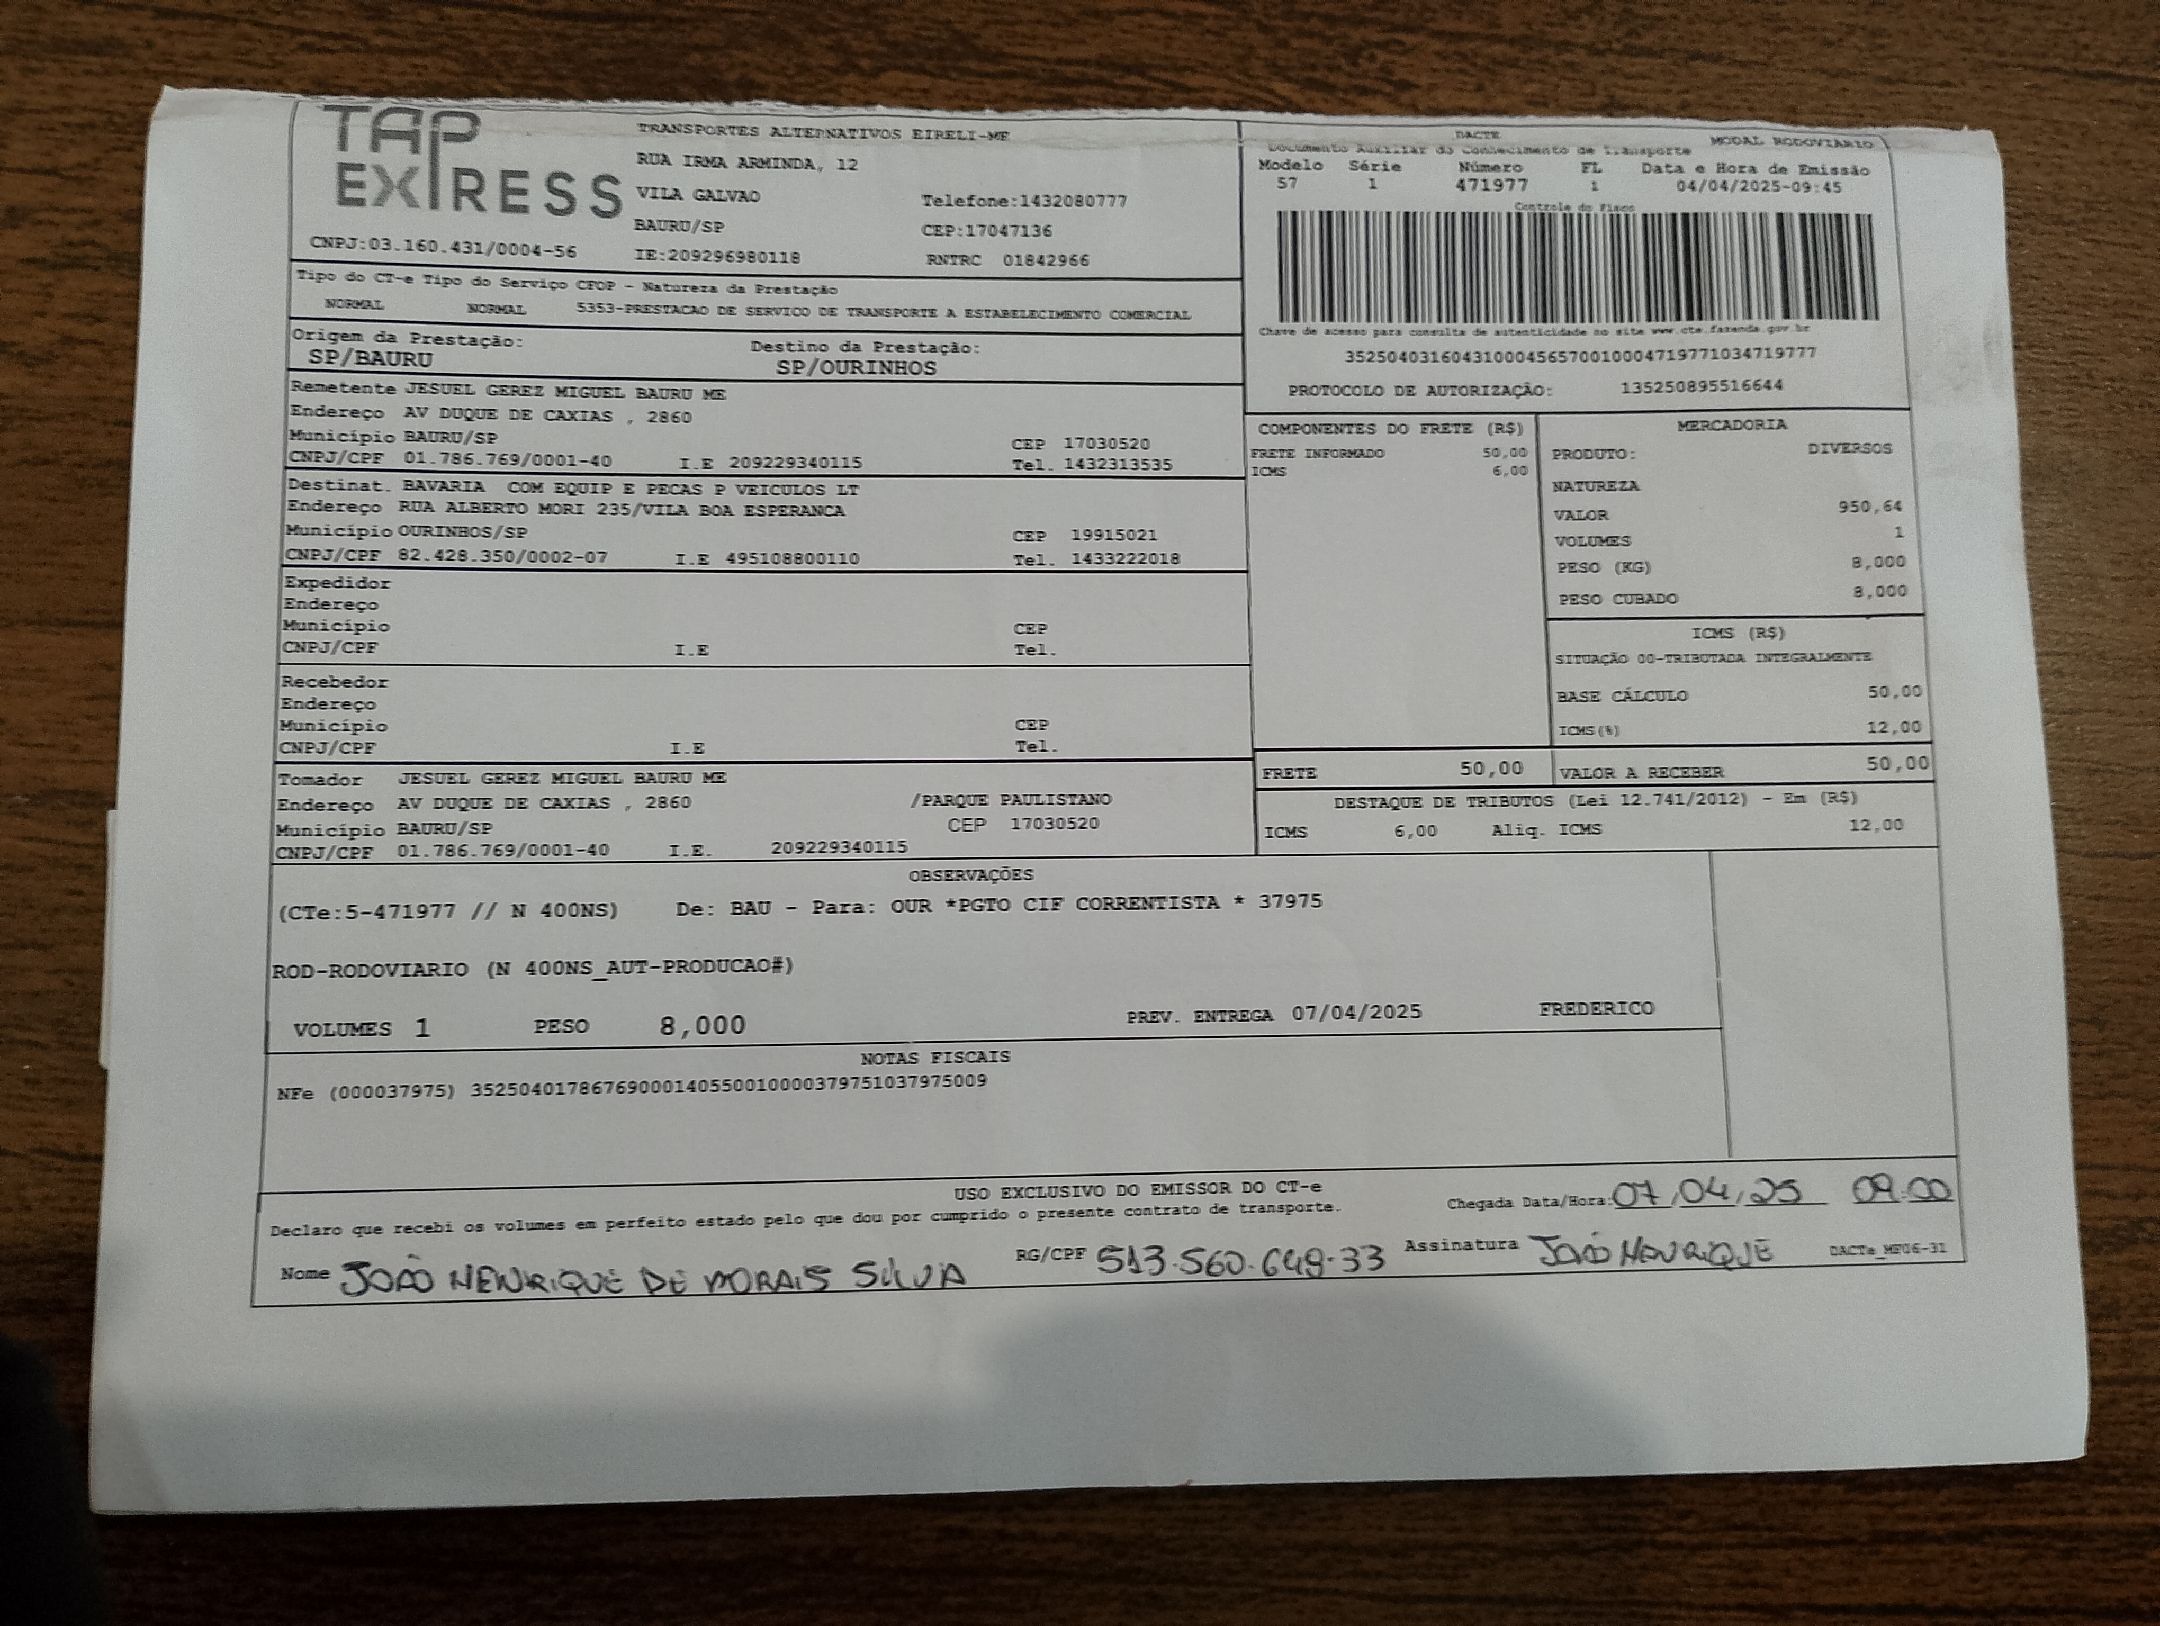 TAP EXPRESS
TRANSPORTES ALTERNATIVOS EIRELI-ME
RUA IRMA ARMINDA, 12
VILA GALVAO Telefone:1432080777
BAURU/SP CEP:17047136
CNPJ:03.160.431/0004-56 IE:209296980118 RNTRC 01842966
DACTE MODAL RODOVIARIO
Documento Auxiliar do Conhecimento de Transporte
Modelo Série Número FL Data e Hora de Emissão
57 1 471977 1 04/04/2025-09:45
Controle do Fisco
Chave de acesso para consulta de autenticidade no site www.cte.fazenda.gov.br
35250403160431000456570010004719771034719777
PROTOCOLO DE AUTORIZAÇÃO: 135250895516644
Tipo do CT-e Tipo do Serviço CFOP - Natureza da Prestação
NORMAL NORMAL 5353-PRESTACAO DE SERVICO DE TRANSPORTE A ESTABELECIMENTO COMERCIAL
Origem da Prestação: Destino da Prestação:
SP/BAURU SP/OURINHOS
Remetente JESUEL GEREZ MIGUEL BAURU ME
Endereço AV DUQUE DE CAXIAS , 2860
Município BAURU/SP CEP 17030520
CNPJ/CPF 01.786.769/0001-40 I.E 209229340115 Tel. 1432313535
Destinat. BAVARIA COM EQUIP E PECAS P VEICULOS LT
Endereço RUA ALBERTO MORI 235/VILA BOA ESPERANCA
Município OURINHOS/SP CEP 19915021
CNPJ/CPF 82.428.350/0002-07 I.E 495108800110 Tel. 1433222018
Expedidor
Endereço
Município CEP
CNPJ/CPF I.E Tel.
Recebedor
Endereço
Município CEP
CNPJ/CPF I.E Tel.
Tomador JESUEL GEREZ MIGUEL BAURU ME
Endereço AV DUQUE DE CAXIAS , 2860 /PARQUE PAULISTANO
Município BAURU/SP CEP 17030520
CNPJ/CPF 01.786.769/0001-40 I.E. 209229340115
COMPONENTES DO FRETE (R$)
FRETE INFORMADO 50,00
ICMS 6,00
MERCADORIA
PRODUTO: DIVERSOS
NATUREZA
VALOR 950,64
VOLUMES 1
PESO (KG) 8,000
PESO CUBADO 8,000
ICMS (R$)
SITUAÇÃO 00-TRIBUTADA INTEGRALMENTE
BASE CÁLCULO 50,00
ICMS(%) 12,00
FRETE 50,00 VALOR A RECEBER 50,00
DESTAQUE DE TRIBUTOS (Lei 12.741/2012) - Em (R$)
ICMS 6,00 Aliq. ICMS 12,00
OBSERVAÇÕES
(CTe:5-471977 // N 400NS) De: BAU - Para: OUR *PGTO CIF CORRENTISTA * 37975
ROD-RODOVIARIO (N 400NS_AUT-PRODUCAO#)
VOLUMES 1 PESO 8,000 PREV. ENTREGA 07/04/2025 FREDERICO
NOTAS FISCAIS
NFe (000037975) 35250401786769000140550010000379751037975009
USO EXCLUSIVO DO EMISSOR DO CT-e
Declaro que recebi os volumes em perfeito estado pelo que dou por cumprido o presente contrato de transporte.
Chegada Data/Hora: 07/04/25 09:00
Nome JOÃO HENRIQUE DE MORAIS SILVA RG/CPF 513.560.648-33 Assinatura JOÃO HENRIQUE DACTe_MFU6-31